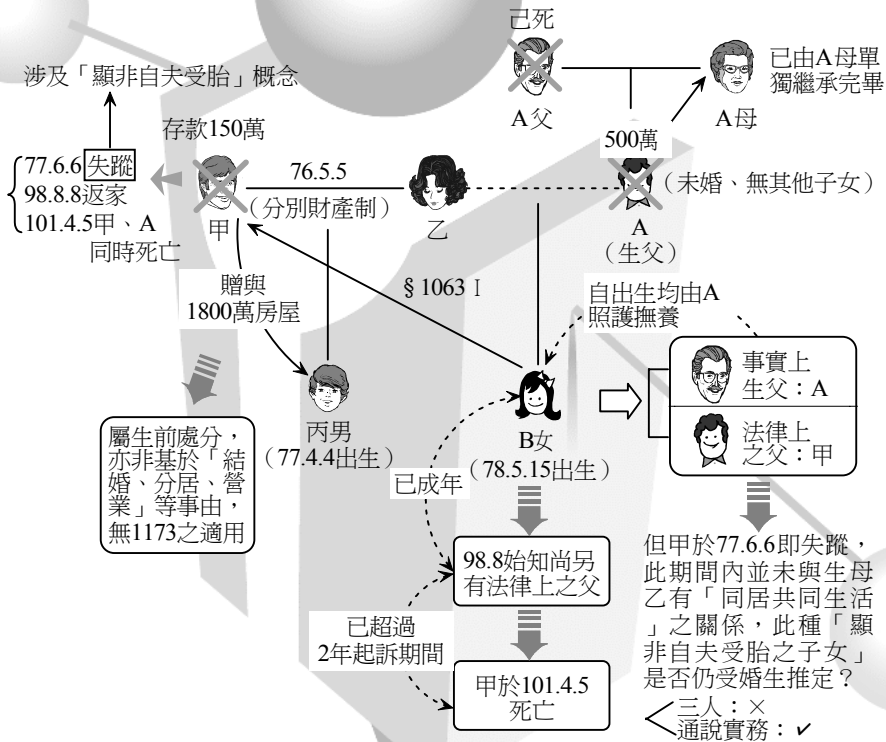 己死
A父
A母
已由A母單
獨繼承完畢
涉及「顯非自夫受胎」概念
存款150萬
77.6.6失蹤
98.8.8返家
101.4.5甲、A
同時死亡
甲
76.5.5
（分別財產制）
乙
500萬
A
（生父）
（未婚、無其他子女）
贈與
1800萬房屋
§1063 I
自出生均由A
照護撫養
丙男
（77.4.4出生）
B女
（78.5.15出生）
事實上
生父：A
法律上
之父：甲
屬生前處分，
亦非基於「結
婚、分居、營
業」等事由，
無1173之適用
已成年
98.8始知尚另
有法律上之父
已超過
2年起訴期間
甲於101.4.5
死亡
但甲於77.6.6即失蹤，
此期間內並未與生母
乙有「同居共同生活
」之關係，此種「顯
非自夫受胎之子女」
是否仍受婚生推定？
三人：×
通說實務：✓